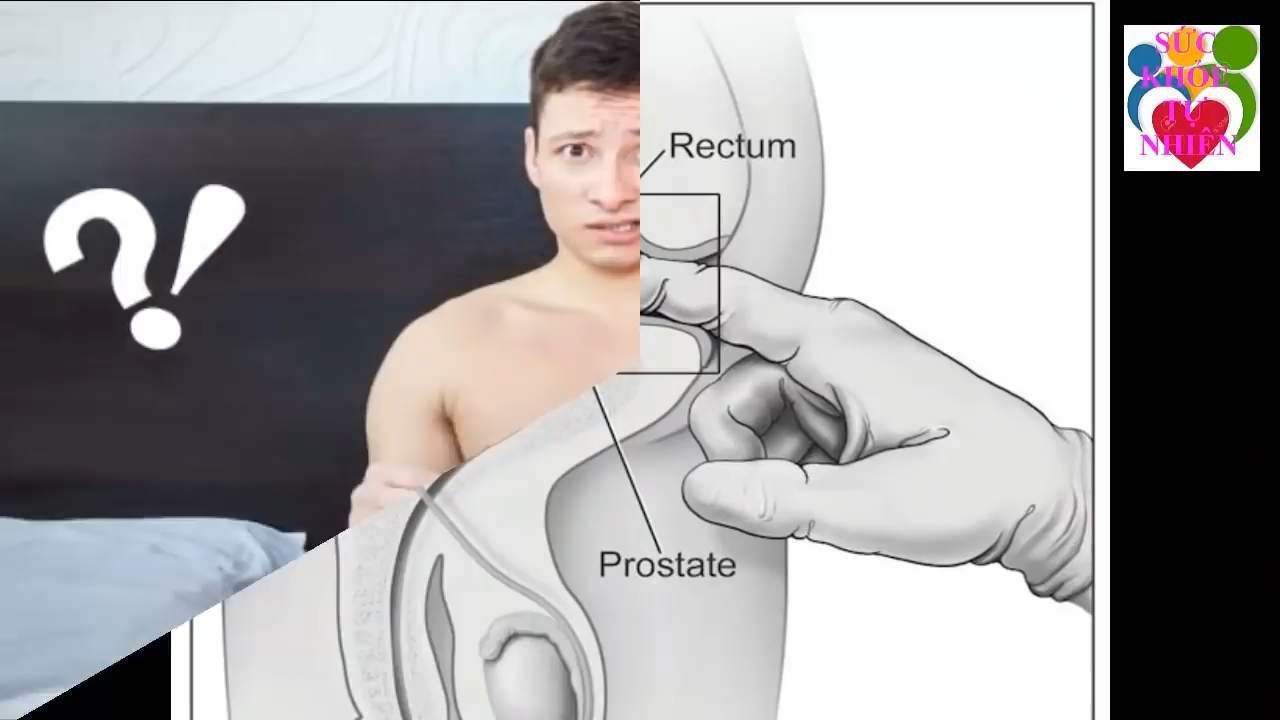 Rectum
Prostate
SỨC
KHỎE
TỰ
NHIÊN
?!